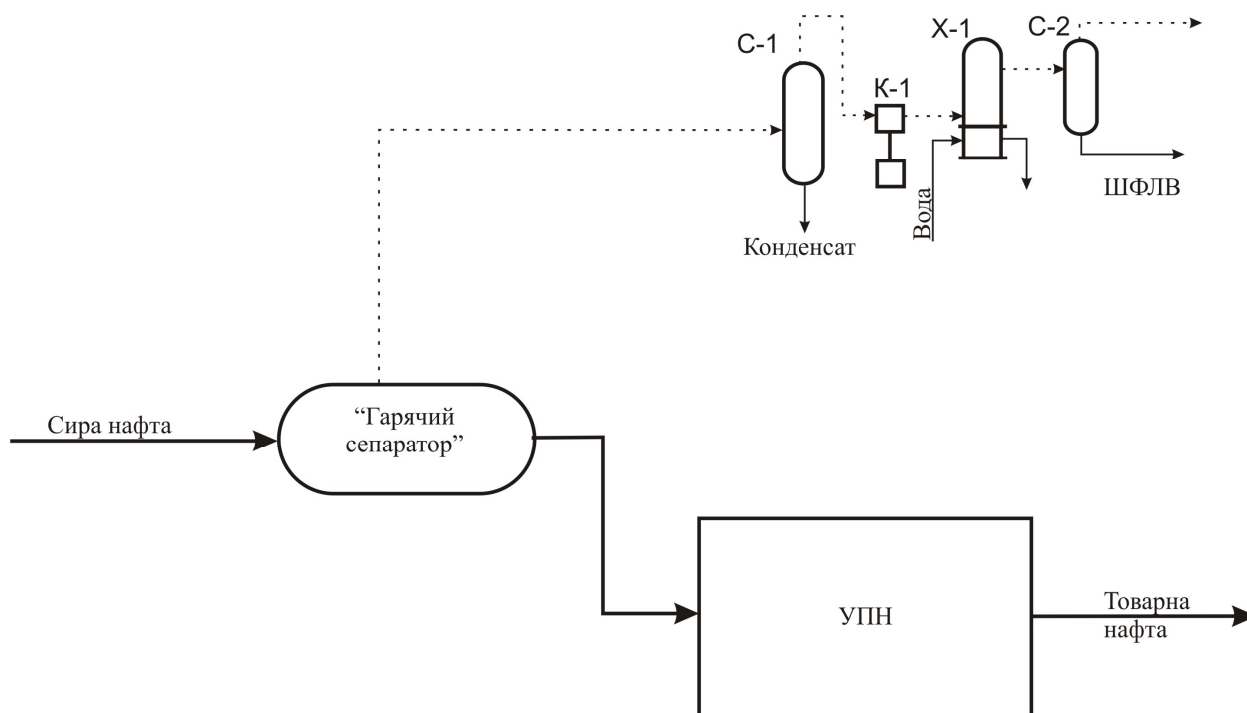 С-1
К-1
Х-1
С-2
ШФЛВ
Вода
Конденсат
Сира нафта
“Гарячий
сепаратор”
УПН
Товарна
нафта